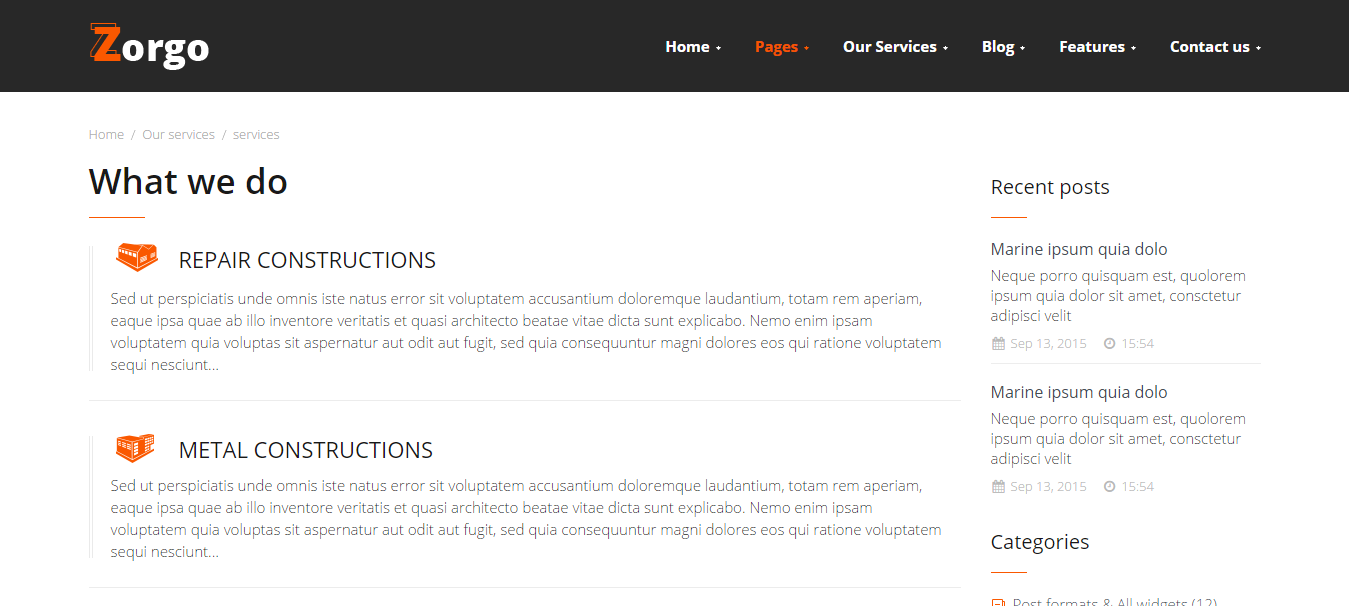 Zorgo
Home
Pages
Our Services
Blog
Features
Contact us
Home / Our services / services
What we do
REPAIR CONSTRUCTIONS
Sed ut perspiciatis unde omnis iste natus error sit voluptatem accusantium doloremque laudantium, totam rem aperiam,
eaque ipsa quae ab illo inventore veritatis et quasi architecto beatae vitae dicta sunt explicabo. Nemo enim ipsam
voluptatem quia voluptas sit aspernatur aut odit aut fugit, sed quia consequuntur magni dolores eos qui ratione voluptatem
sequi nesciunt...
METAL CONSTRUCTIONS
Sed ut perspiciatis unde omnis iste natus error sit voluptatem accusantium doloremque laudantium, totam rem aperiam,
eaque ipsa quae ab illo inventore veritatis et quasi architecto beatae vitae dicta sunt explicabo. Nemo enim ipsam
voluptatem quia voluptas sit aspernatur aut odit aut fugit, sed quia consequuntur magni dolores eos qui ratione voluptatem
sequi nesciunt...
Recent posts
Marine ipsum quia dolo
Neque porro quisquam est, quolorem
ipsum quia dolor sit amet, consctetur
adipisci velit
Sep 13, 2015 15:54
Marine ipsum quia dolo
Neque porro quisquam est, quolorem
ipsum quia dolor sit amet, consctetur
adipisci velit
Sep 13, 2015 15:54
Categories
Post formats & All widgets (12)